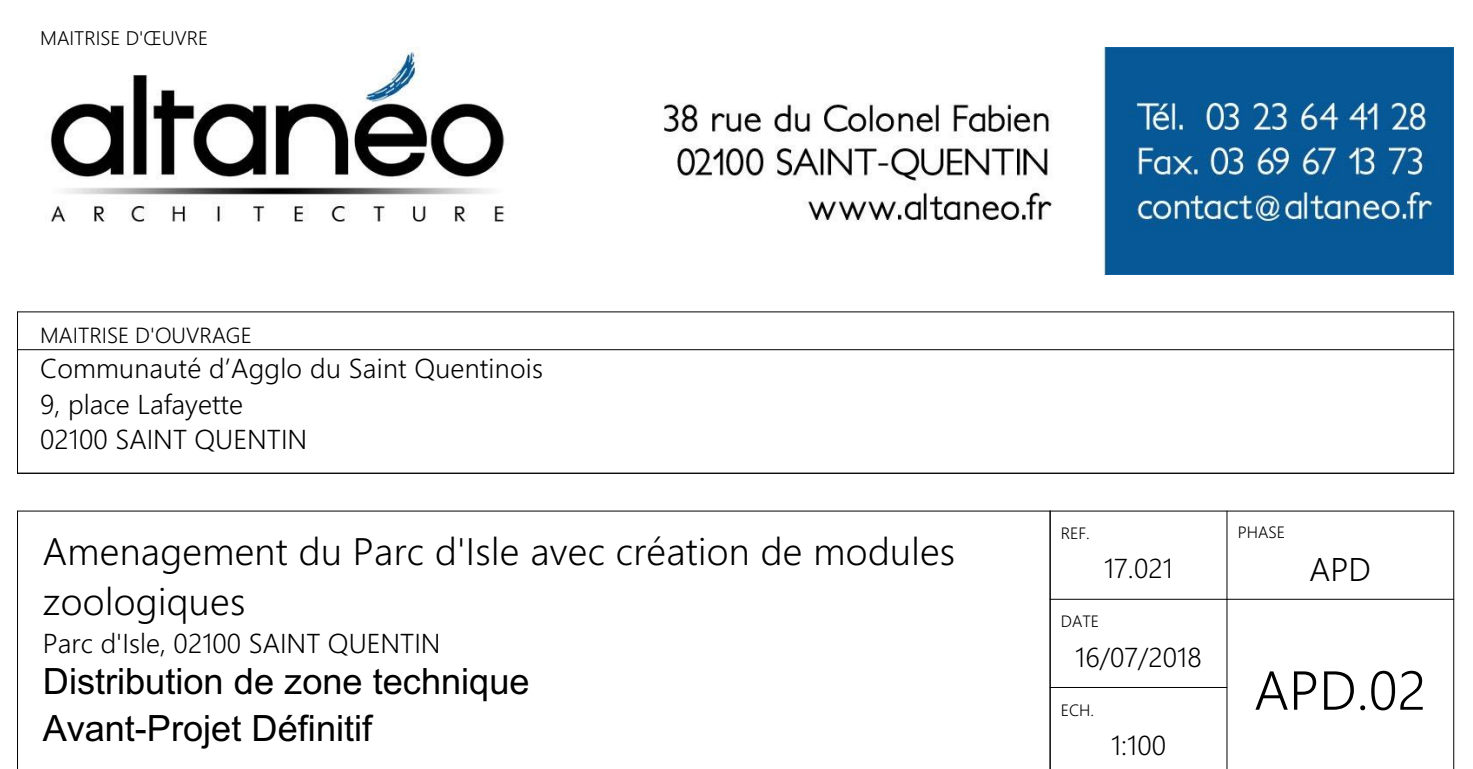 MAITRISE D'ŒUVRE
altanéo
ARCHITECTURE
38 rue du Colonel Fabien
02100 SAINT-QUENTIN
www.altaneo.fr
Tél. 03 23 64 41 28
Fax. 03 69 67 13 73
contact@altaneo.fr
MAITRISE D'OUVRAGE
Communauté d’Agglo du Saint Quentinois
9, place Lafayette
02100 SAINT QUENTIN
Amenagement du Parc d'Isle avec création de modules
zoologiques
Parc d'Isle, 02100 SAINT QUENTIN
Distribution de zone technique
Avant-Projet Définitif
REF.
17.021
PHASE
APD
DATE
16/07/2018
ECH.
1:100
APD.02